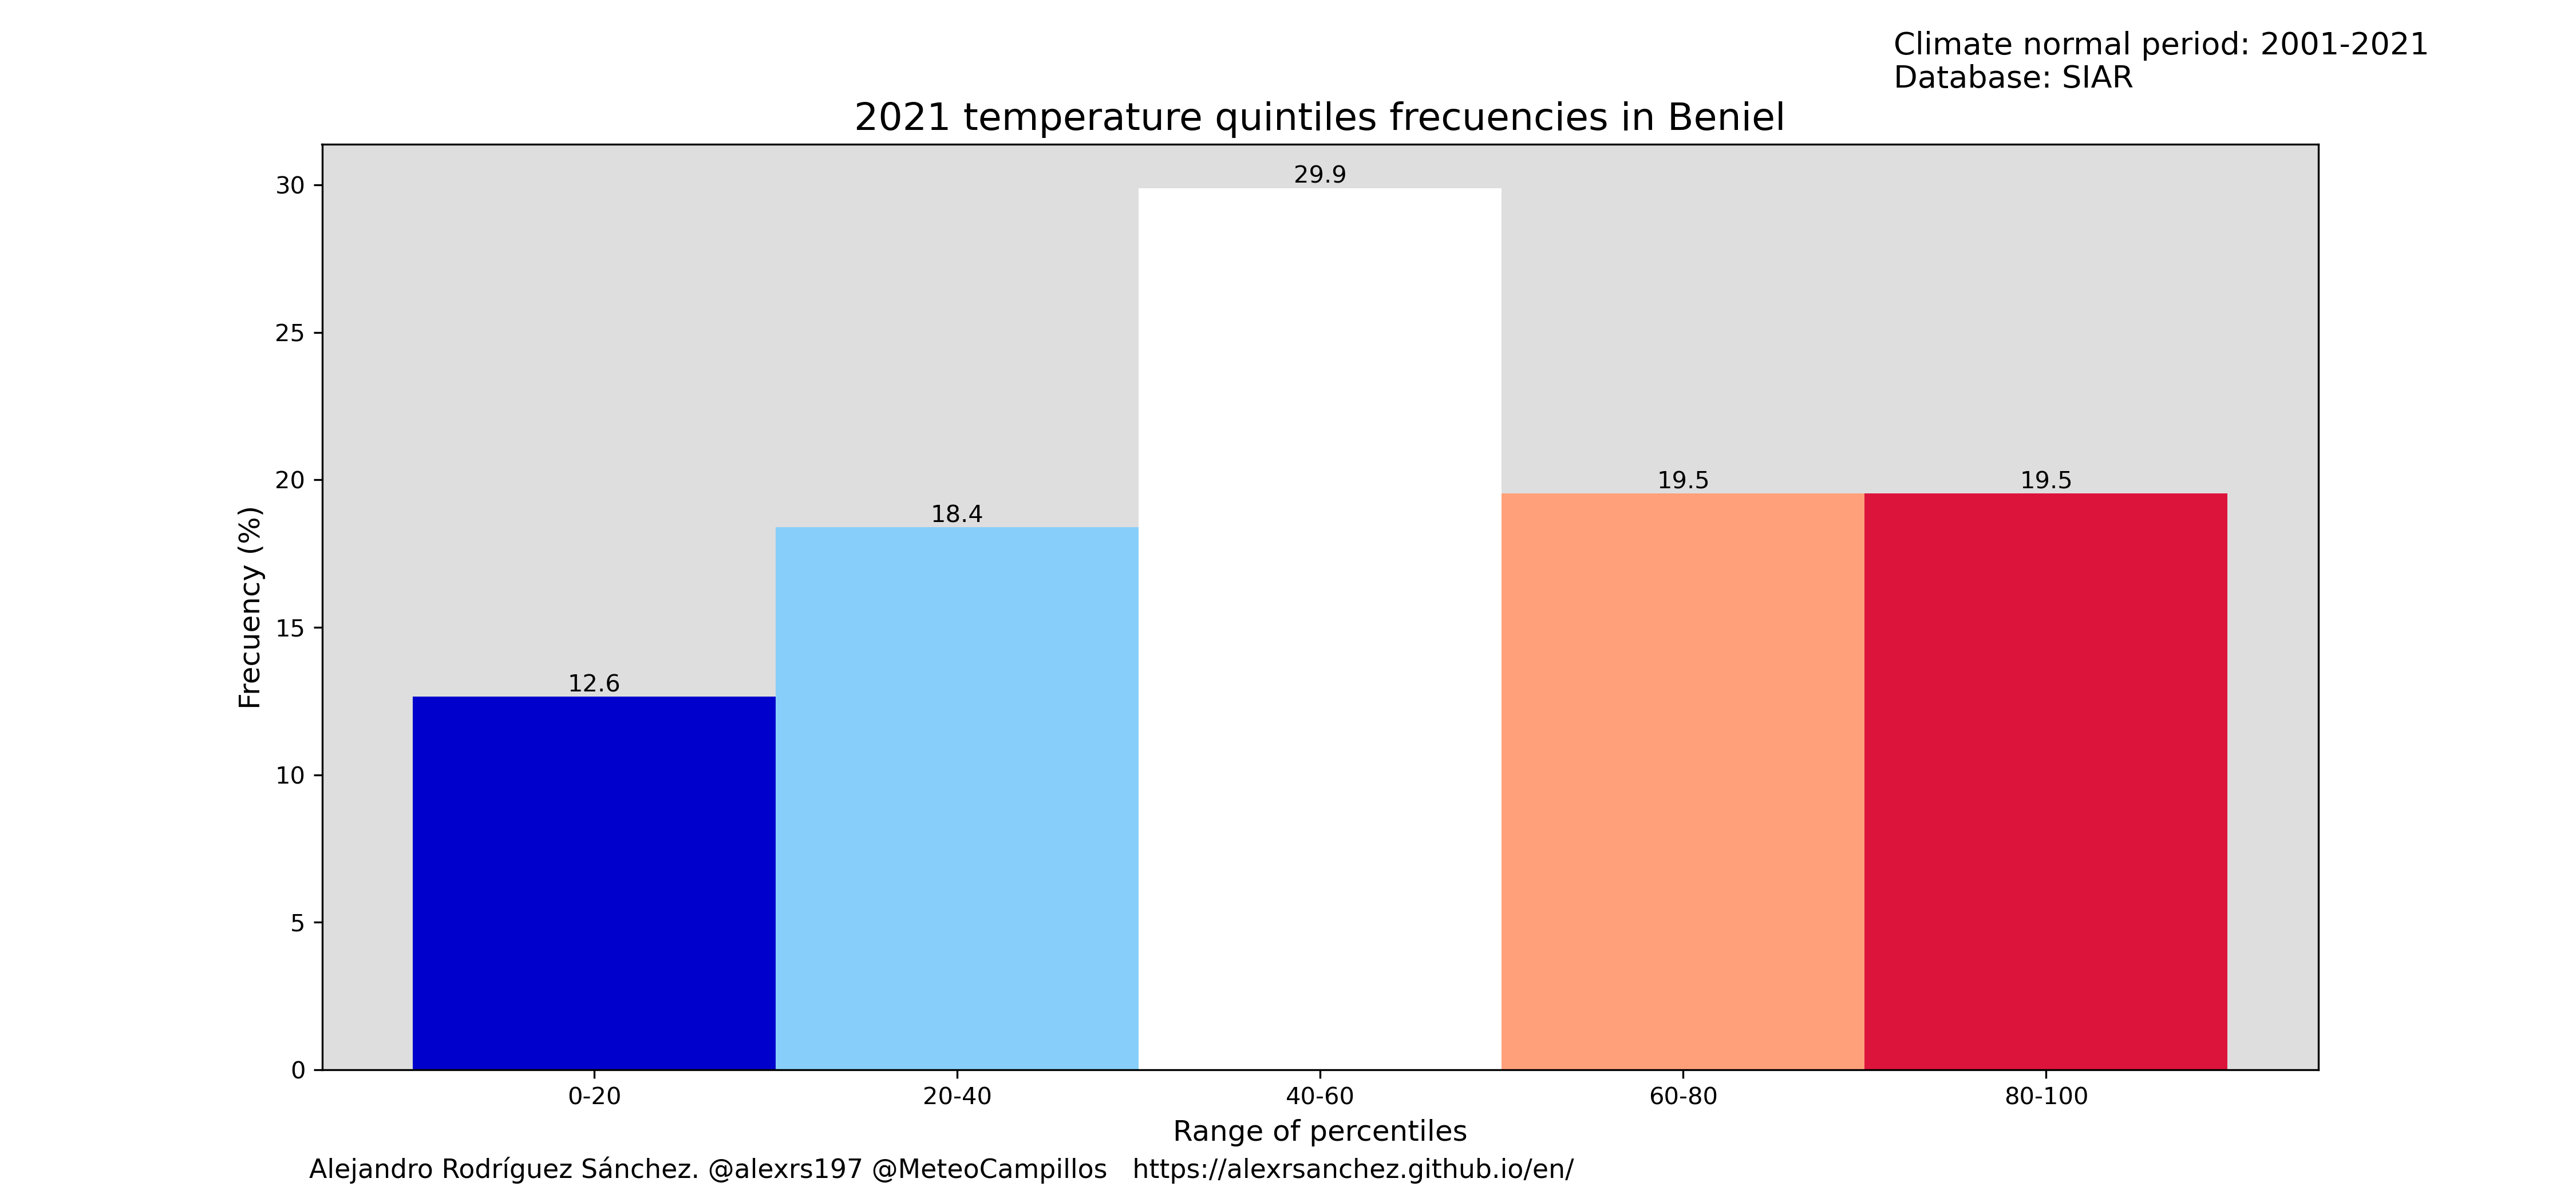 Climate normal period: 2001-2021
Database: SIAR
2021 temperature quintiles frecuencies in Beniel
29.9
30
25
20
19.5
19.5
18.4
15
12.6
10
5
0
Frecuency (%)
0-20
20-40
40-60
60-80
80-100
Range of percentiles
Alejandro Rodríguez Sánchez. @alexrs197 @MeteoCampillos https://alexrsanchez.github.io/en/